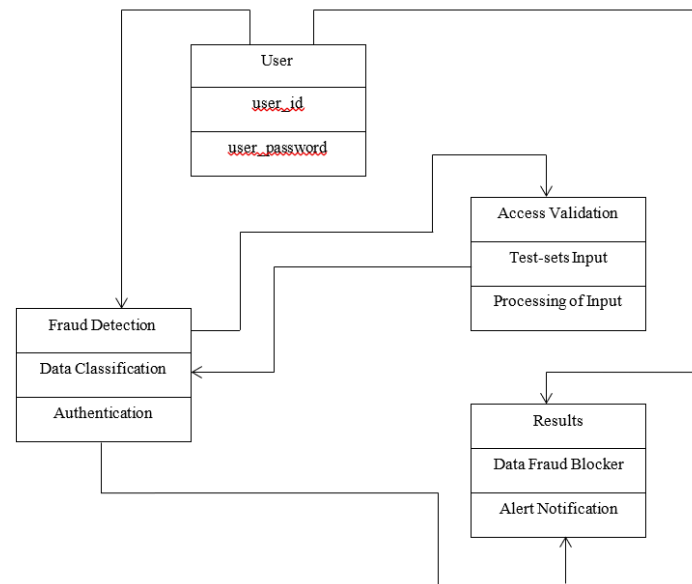 User
user_id
user_password
Access Validation
Test-sets Input
Processing of Input
Fraud Detection
Data Classification
Authentication
Results
Data Fraud Blocker
Alert Notification